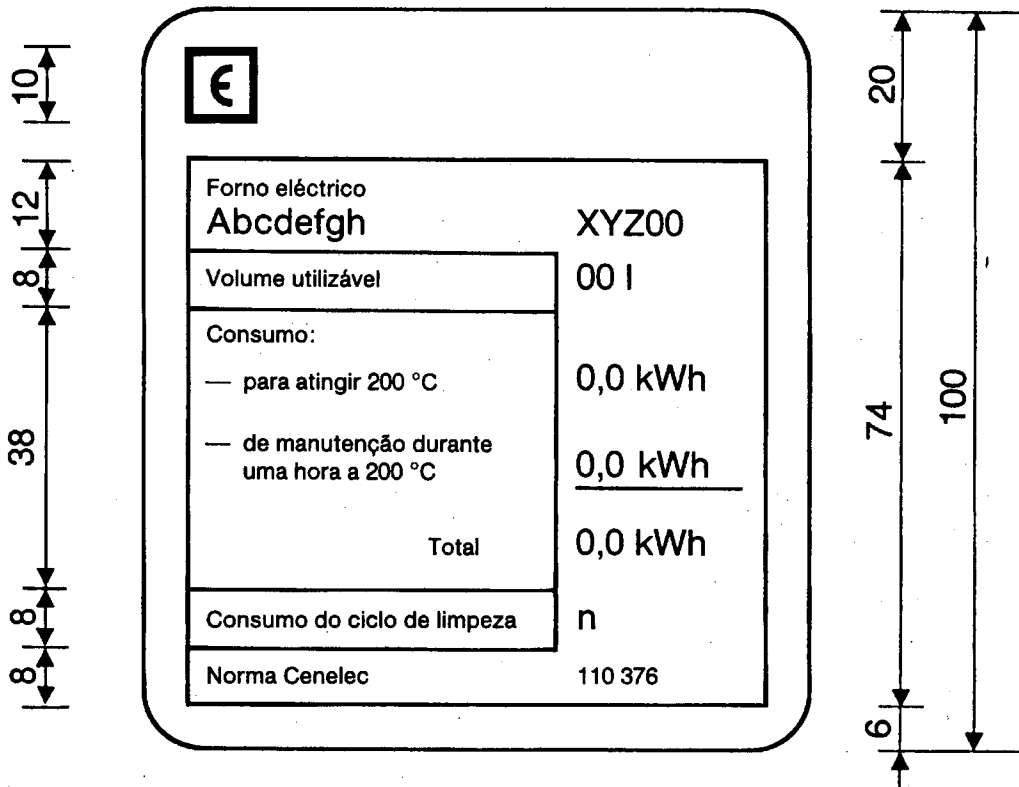 10
20
Є
Forno eléctrico
Abcdefgh XYZ00
12
Volume utilizável 00 l
8
Consumo:
— para atingir 200 °C 0,0 kWh
— de manutenção durante
uma hora a 200 °C 0,0 kWh
38
74
100
Total 0,0 kWh
Consumo do ciclo de limpeza n
8
Norma Cenelec 110 376
8
6